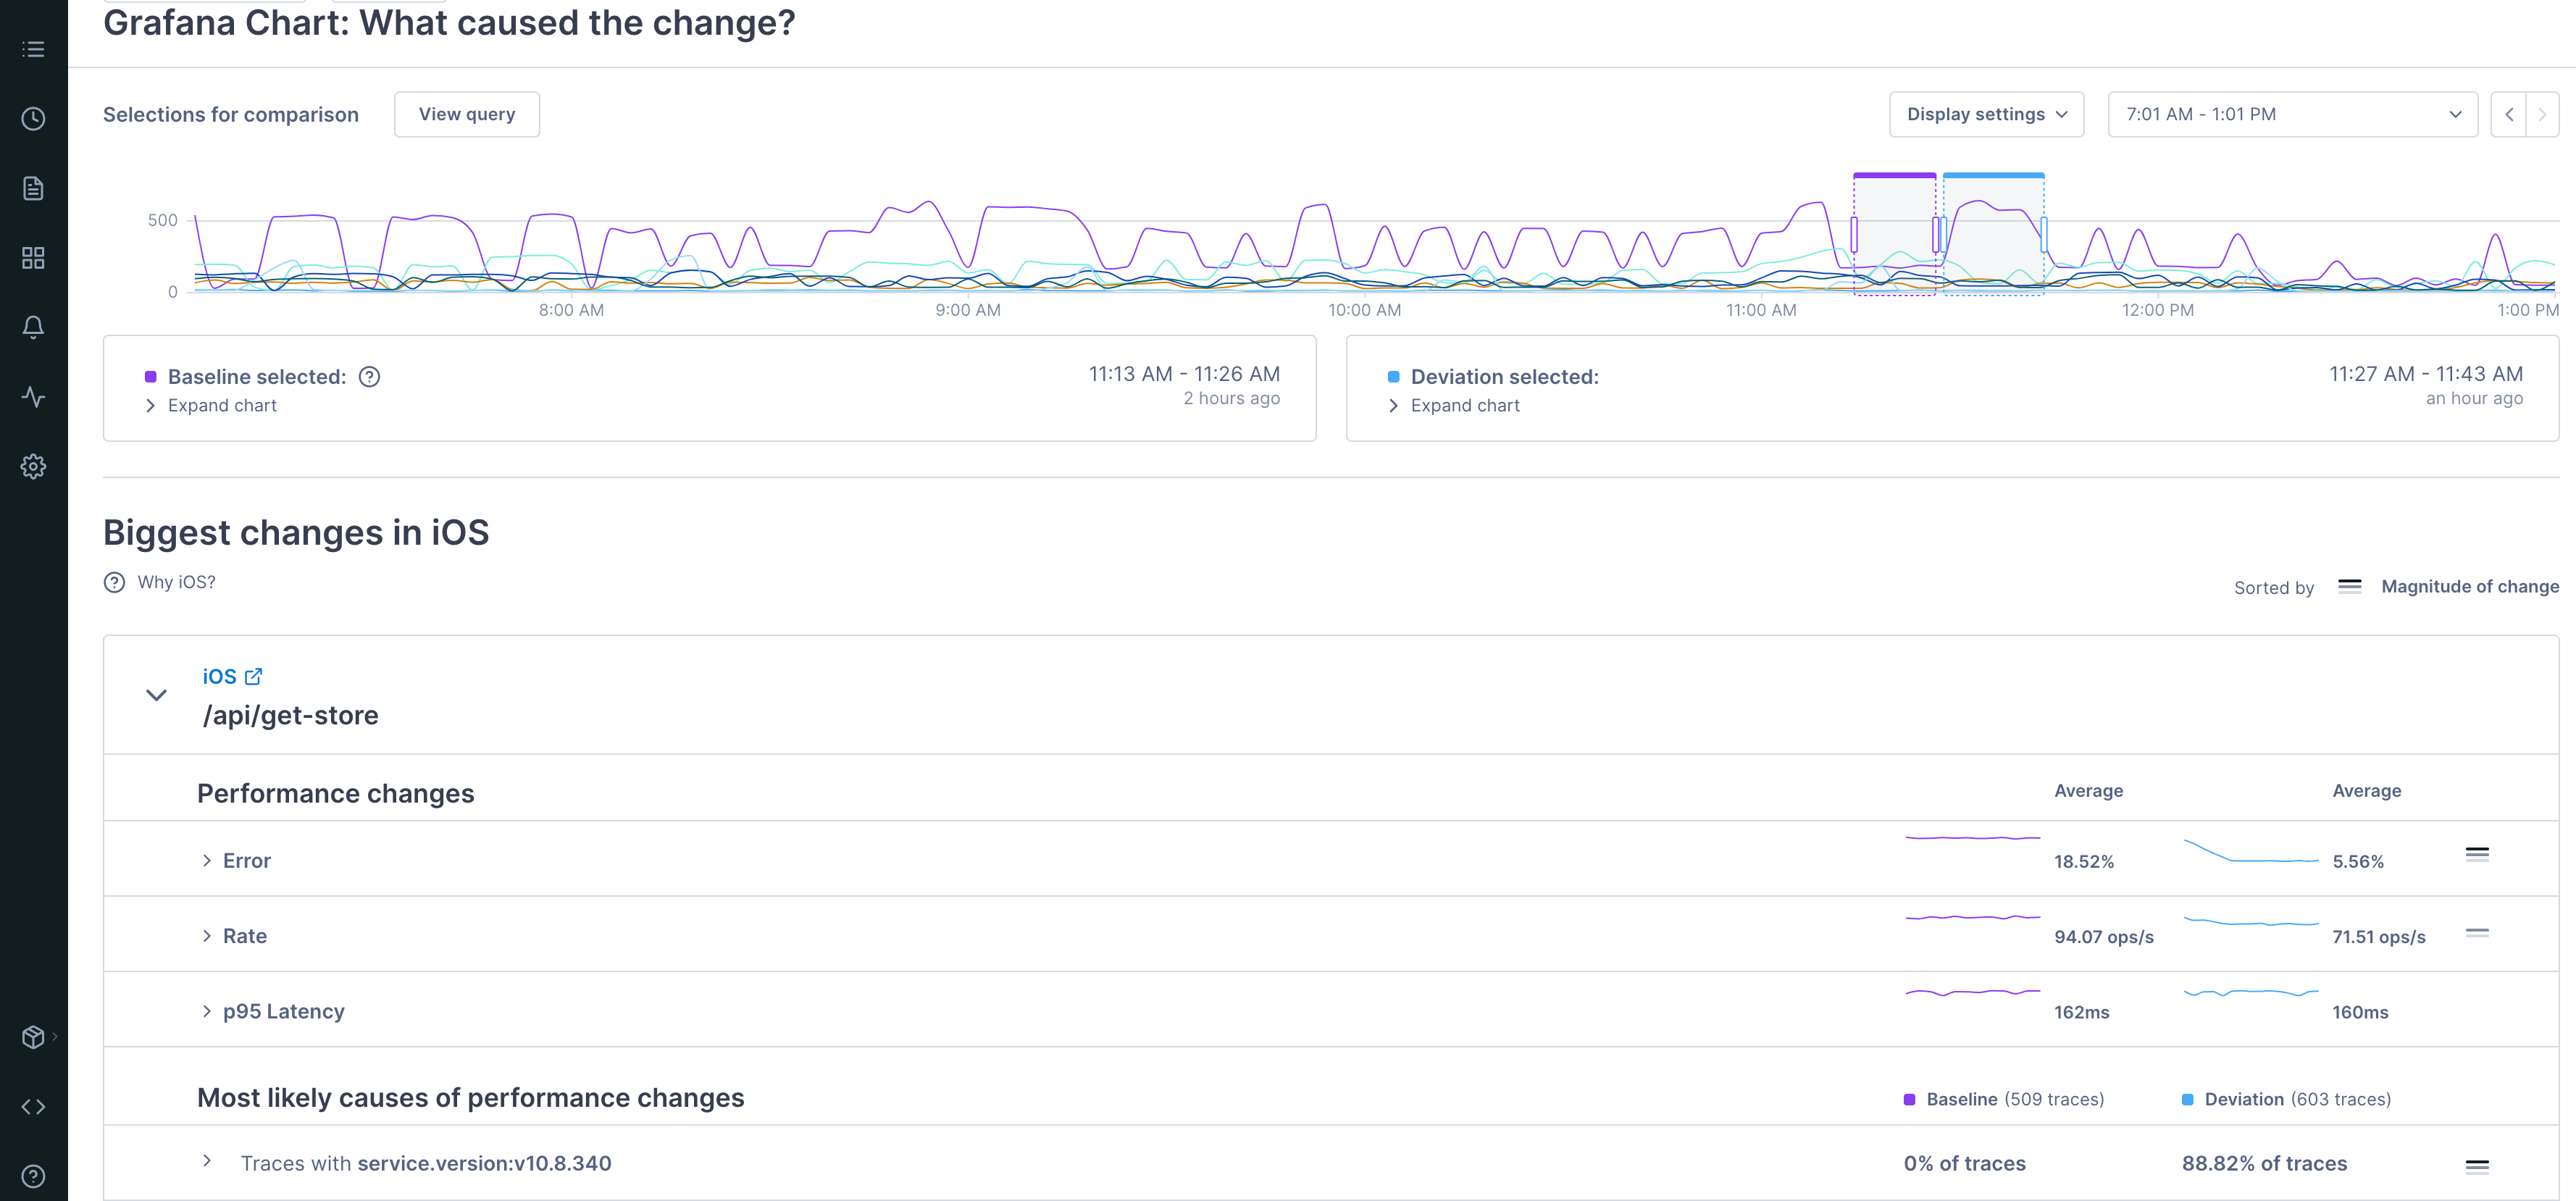 Grafana Chart: What caused the change?
Selections for comparison
View query
Display settings
7:01 AM - 1:01 PM
500
0
8:00 AM
9:00 AM
10:00 AM
11:00 AM
12:00 PM
1:00 PM
Baseline selected:
11:13 AM - 11:26 AM
Expand chart
2 hours ago
Deviation selected:
11:27 AM - 11:43 AM
Expand chart
an hour ago
Biggest changes in iOS
Why iOS?
Sorted by Magnitude of change
iOS
/api/get-store
Performance changes
Average
Average
Error
18.52%
5.56%
Rate
94.07 ops/s
71.51 ops/s
p95 Latency
162ms
160ms
Most likely causes of performance changes
Baseline (509 traces)
Deviation (603 traces)
Traces with service.version:v10.8.340
0% of traces
88.82% of traces